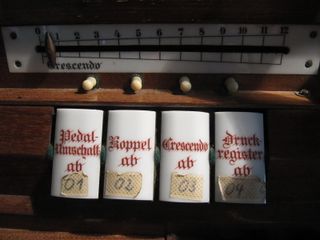 0 1 2 3 4 5 6 7 8 9 10 11 12
Crescendo
Pedal-
Umschaltg
ab
01
Koppel
ab
02
Crescendo
ab
03
Druck
register
ab
04